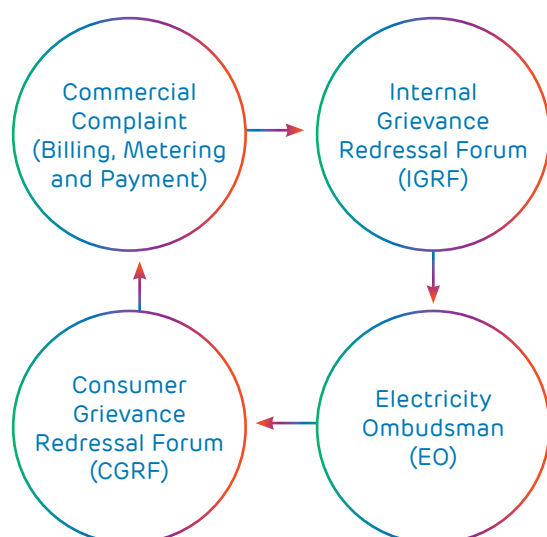 Commercial
Complaint
(Billing, Metering
and Payment)
Internal
Grievance
Redressal Forum
(IGRF)
Consumer
Grievance
Redressal Forum
(CGRF)
Electricity
Ombudsman
(EO)